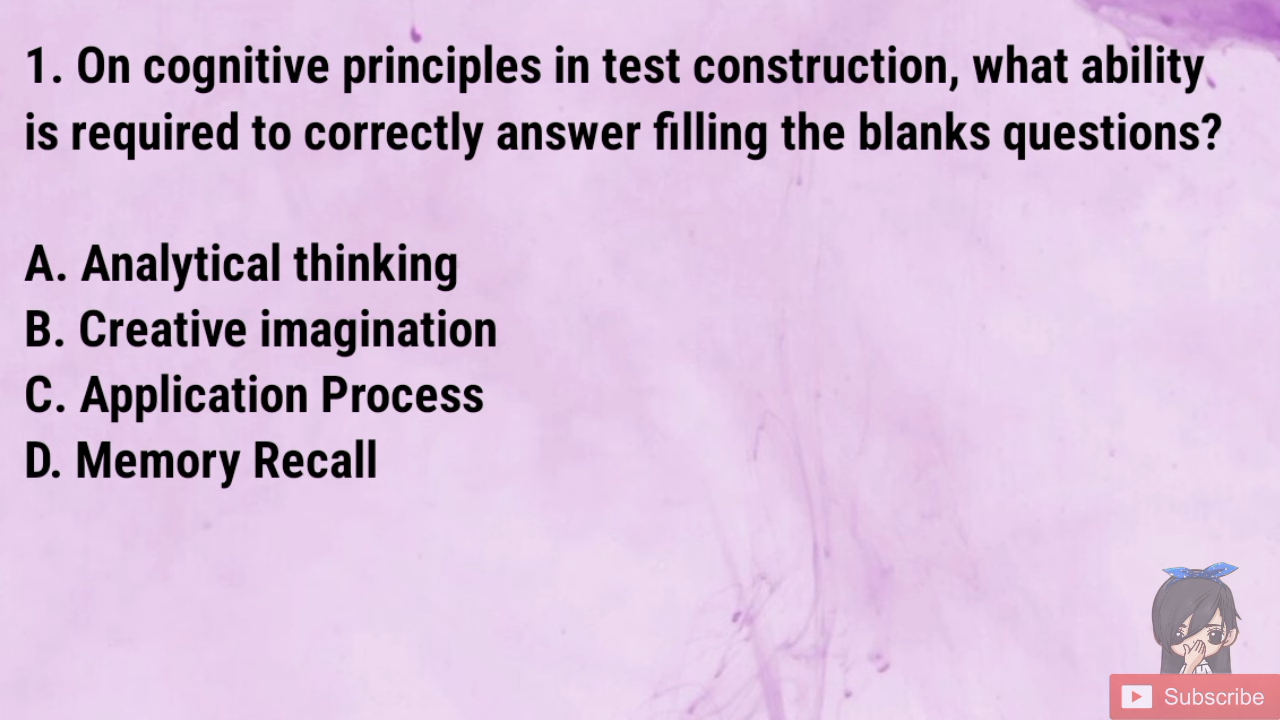 1. On cognitive principles in test construction, what ability
is required to correctly answer filling the blanks questions?
A. Analytical thinking
B. Creative imagination
C. Application Process
D. Memory Recall
Subscribe